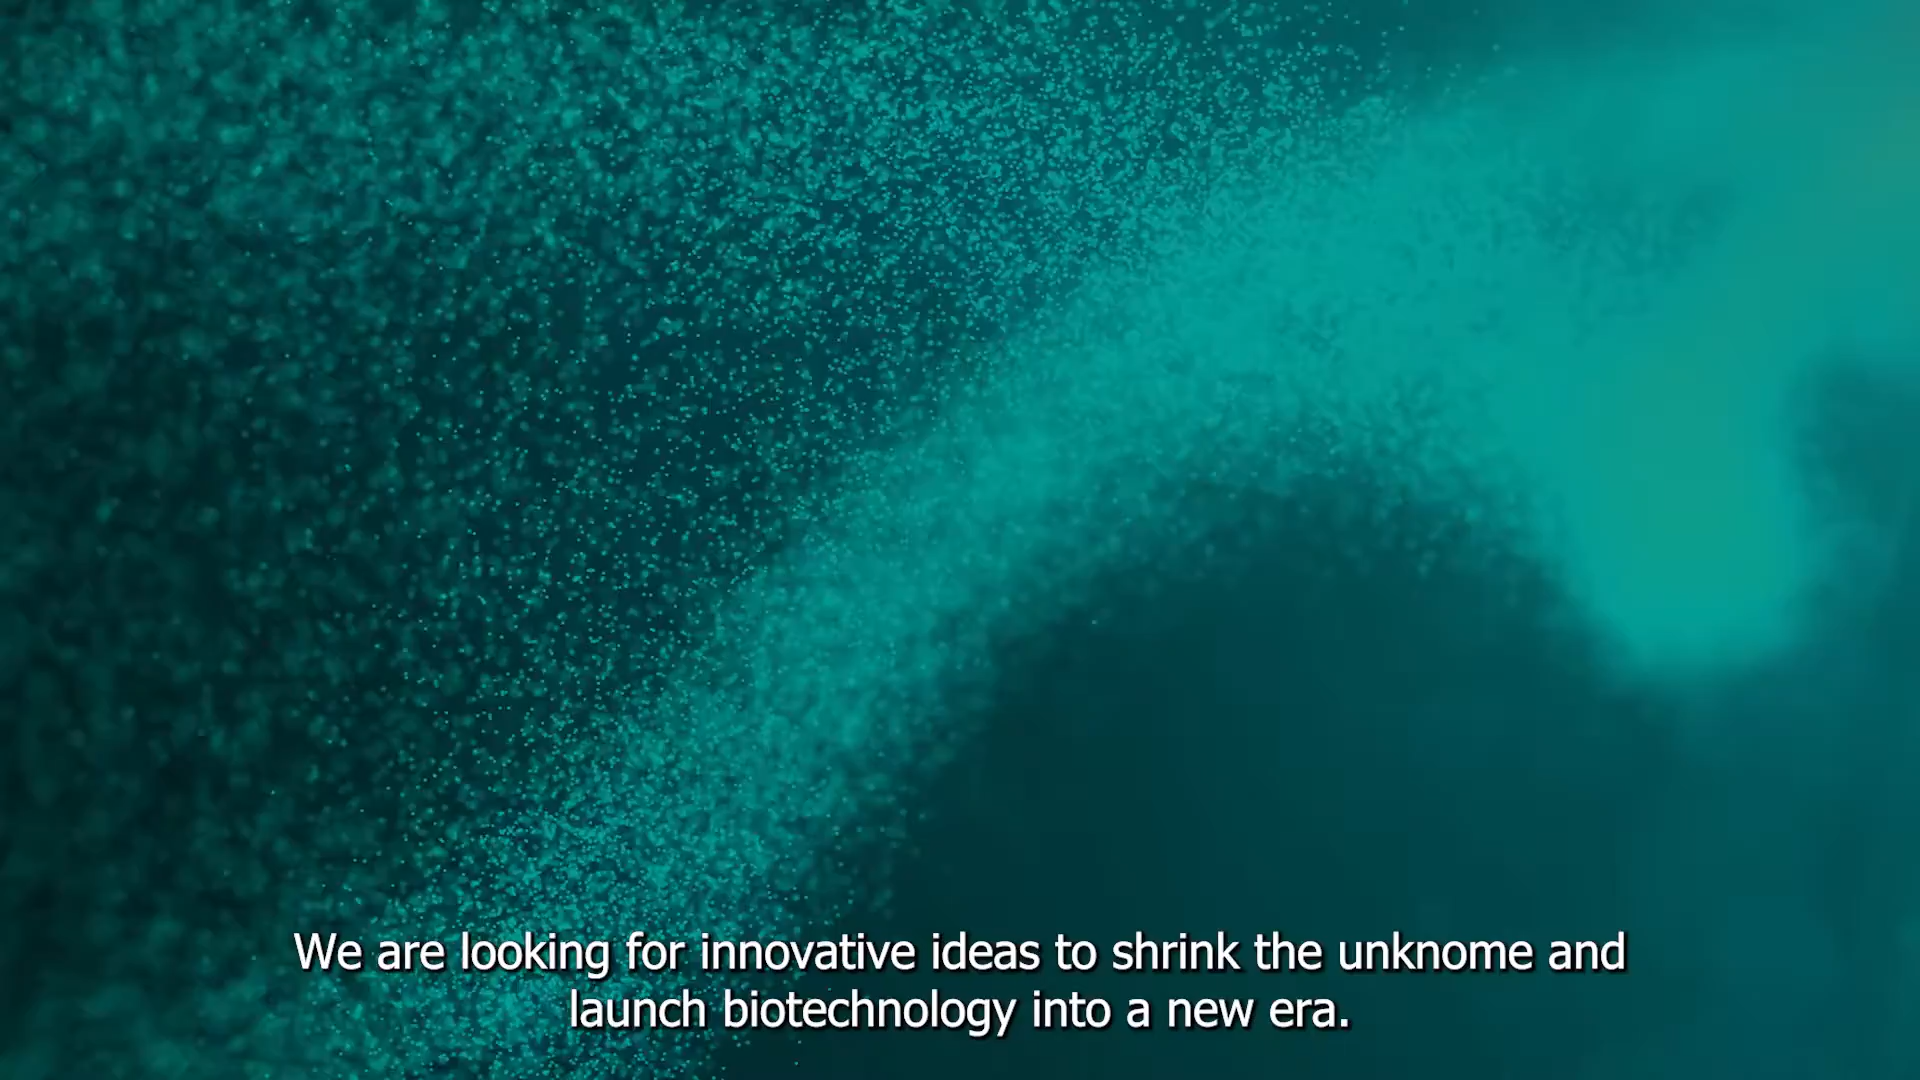 We are looking for innovative ideas to shrink the unknome and
launch biotechnology into a new era.